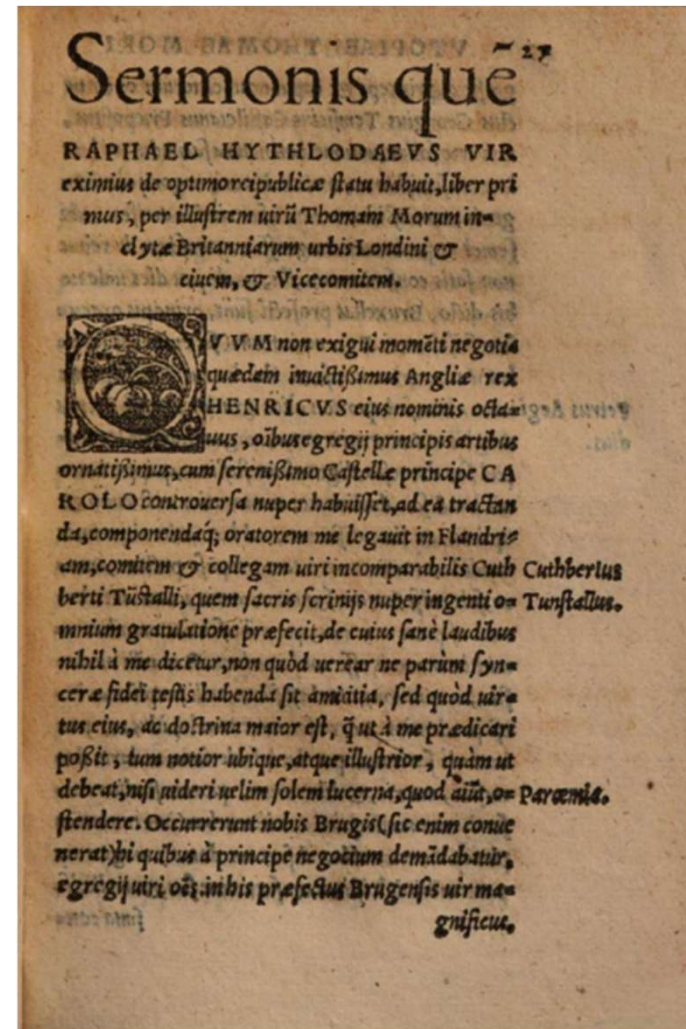 27
Sermonis quē
RAPHAEL HYTHLODAEVS VIR
eximius de optimo reipublicæ statu habuit, liber pri
mus, per illustrem uirū Thomam Morum in-
clytæ Britanniarum urbis Londini &
ciuem, & Vicecomitem.
QVVM non exigui momēti negotia
quædam inuictißimus Angliæ rex
HENRICVS eius nominis octa-
uus, oībus egregij principis artibus
ornatißimus, cum serenißimo Castellæ principe CA
ROLO controuersa nuper habuisset, ad ea tractan
da, componendaq́;, oratorem me legauit in Flandri-
am, comitem & collegam uiri incomparabilis Cuth Cuthbertus
berti Tūstalli, quem sacris scrinijs nuper ingenti o- Tunstallus.
mnium gratulatione præfecit, de cuius sanè laudibus
nihil à me dicetur, non quòd uerear ne parùm syn-
ceræ fidei testis habenda sit amicitia, sed quòd uir-
tus eius, ac doctrina maior est, q̄ ut à me prædicari
poßit, tum notior ubique, atque illustrior, quàm ut
debeat, nisi uideri uelim solem lucerna, quod aiūt, o- Parœmia.
stendere. Occurrerunt nobis Brugis (sic enim conue
nerat) hi quibus à principe negotium demādabatur,
egregij uiri oēs. in his præfectus Brugensis uir ma-
gnificus,